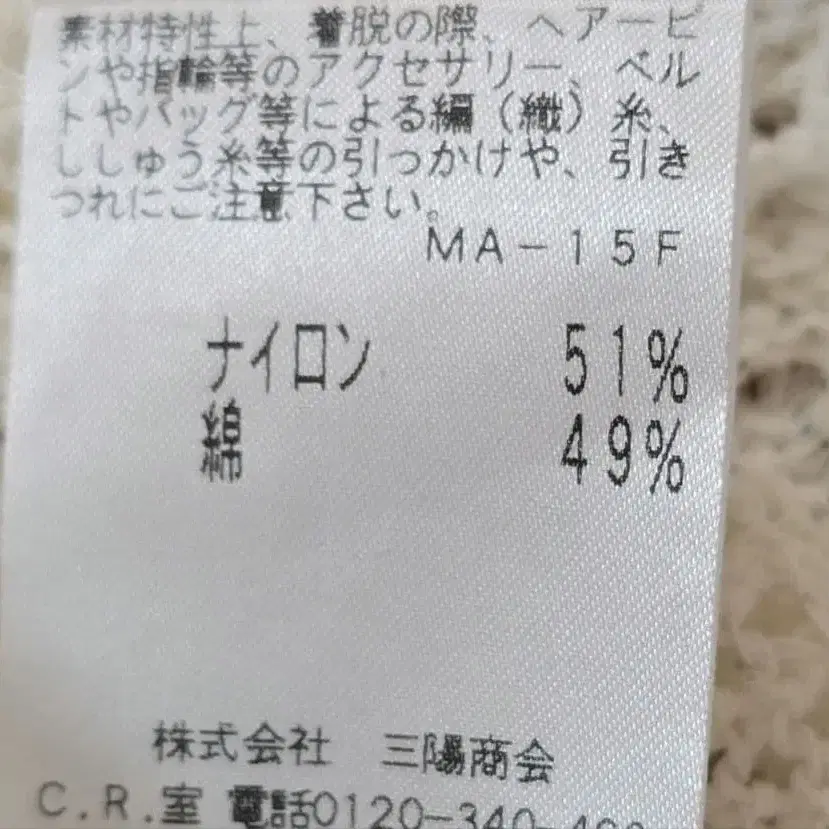 素材特性上、着脱の際、ヘアーピ
ンや指輪等のアクセサリー、ベル
トやバッグ等による編（織）糸、
ししゅう糸等の引っかけや、引き
つれにご注意下さい。
MA-15F
ナイロン 51%
綿 49%
株式会社 三陽商会
C.R.室 電話0120-340-